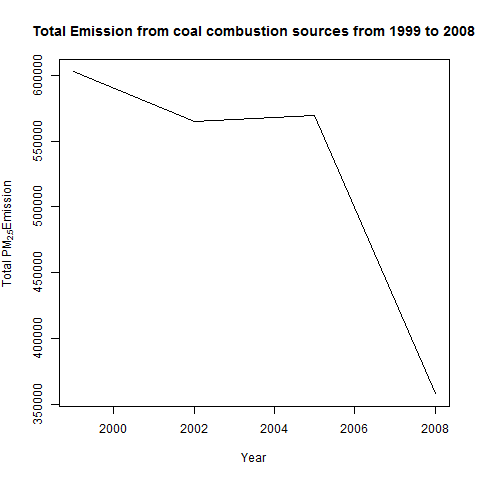 Total Emission from coal combustion sources from 1999 to 2008
600000
550000
500000
450000
400000
350000
Total PM2.5Emission
2000 2002 2004 2006 2008
Year